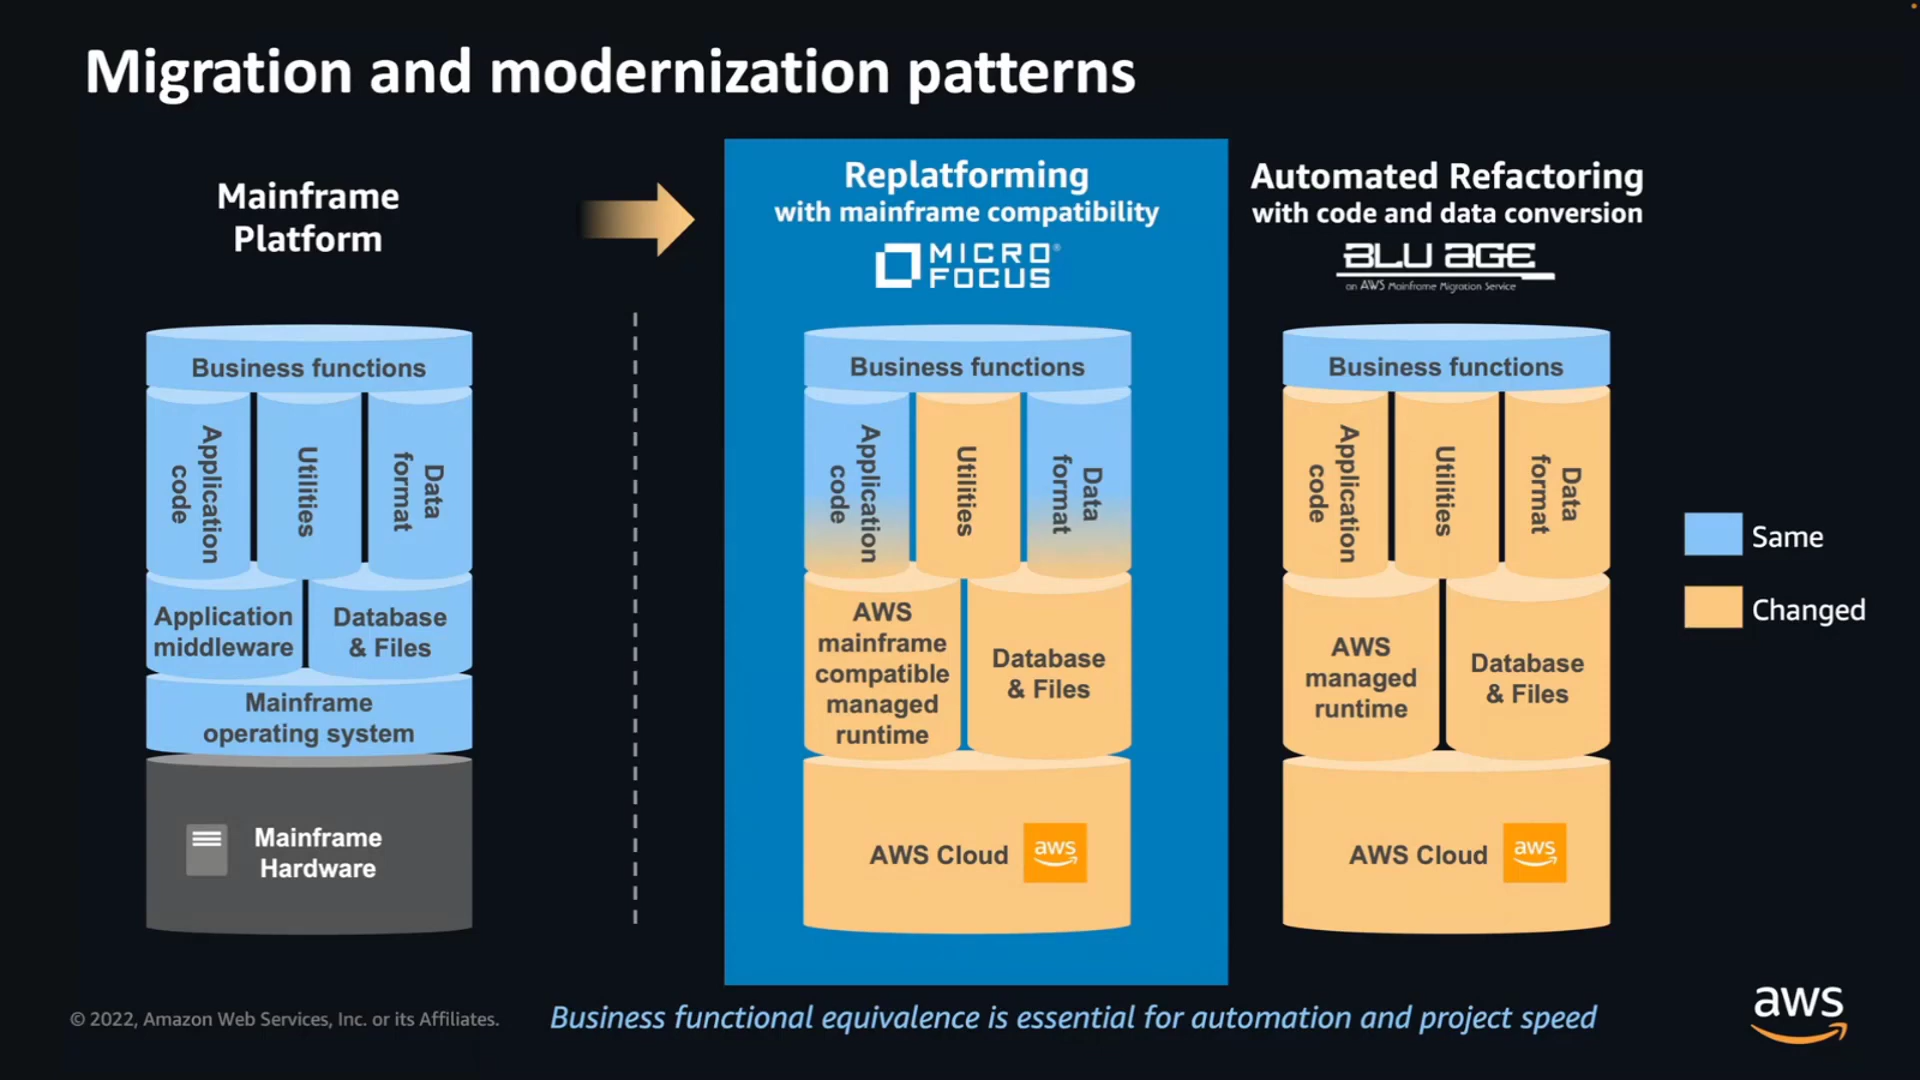 Migration and modernization patterns
Mainframe
Platform
Replatforming
with mainframe compatibility
MICRO®
FOCUS
Automated Refactoring
with code and data conversion
BLU AGE
an AWS Mainframe Migration Service
Business functions
Application
code
Utilities
Data
format
Application
middleware
Database
& Files
Mainframe
operating system
Mainframe
Hardware
Business functions
Application
code
Utilities
Data
format
AWS
mainframe
compatible
managed
runtime
Database
& Files
AWS Cloud
aws
Business functions
Application
code
Utilities
Data
format
AWS
managed
runtime
Database
& Files
AWS Cloud
aws
Same
Changed
© 2022, Amazon Web Services, Inc. or its Affiliates.
Business functional equivalence is essential for automation and project speed
aws